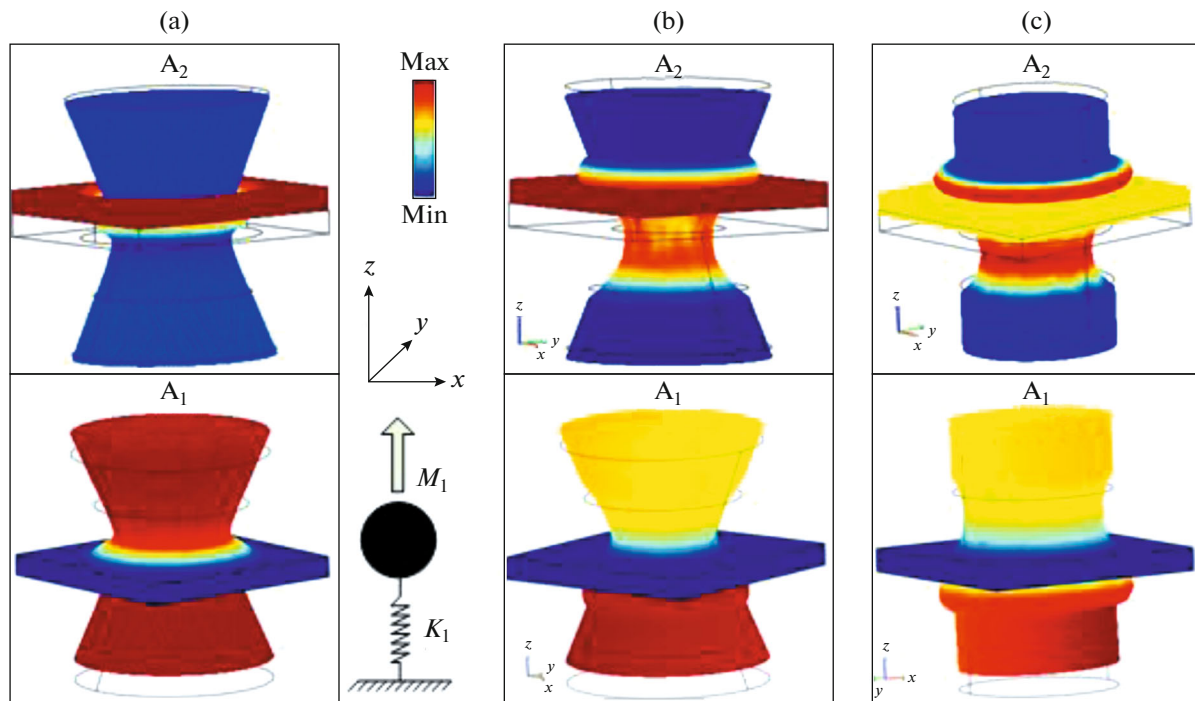 (a)
(b)
(c)
A₂
Max
Min
A₂
A₂
z
y
x
z
y
x
z
y
x
A₁
M₁
K₁
A₁
A₁
z
y
x
z
y
x